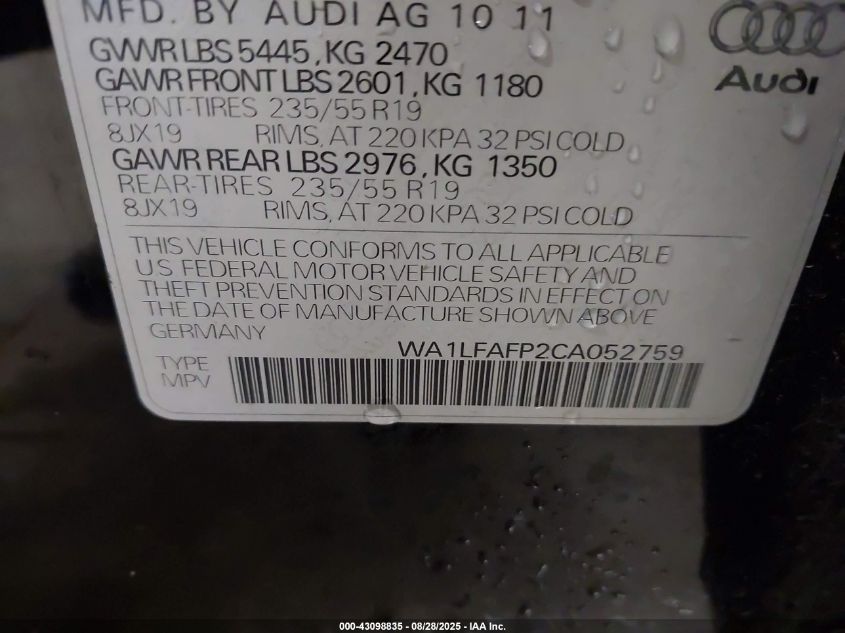 MFD. BY AUDI AG 10 11
GVWR LBS 5445, KG 2470
GAWR FRONT LBS 2601, KG 1180
FRONT-TIRES 235/55 R19
8JX19 RIMS, AT 220 KPA 32 PSI COLD
GAWR REAR LBS 2976, KG 1350
REAR-TIRES 235/55 R19
8JX19 RIMS, AT 220 KPA 32 PSI COLD
Audi
THIS VEHICLE CONFORMS TO ALL APPLICABLE
U.S. FEDERAL MOTOR VEHICLE SAFETY AND
THEFT PREVENTION STANDARDS IN EFFECT ON
THE DATE OF MANUFACTURE SHOWN ABOVE
GERMANY
WA1LFAFP2CA052759
TYPE
MPV
000-43098835 - 08/28/2025 - IAA Inc.